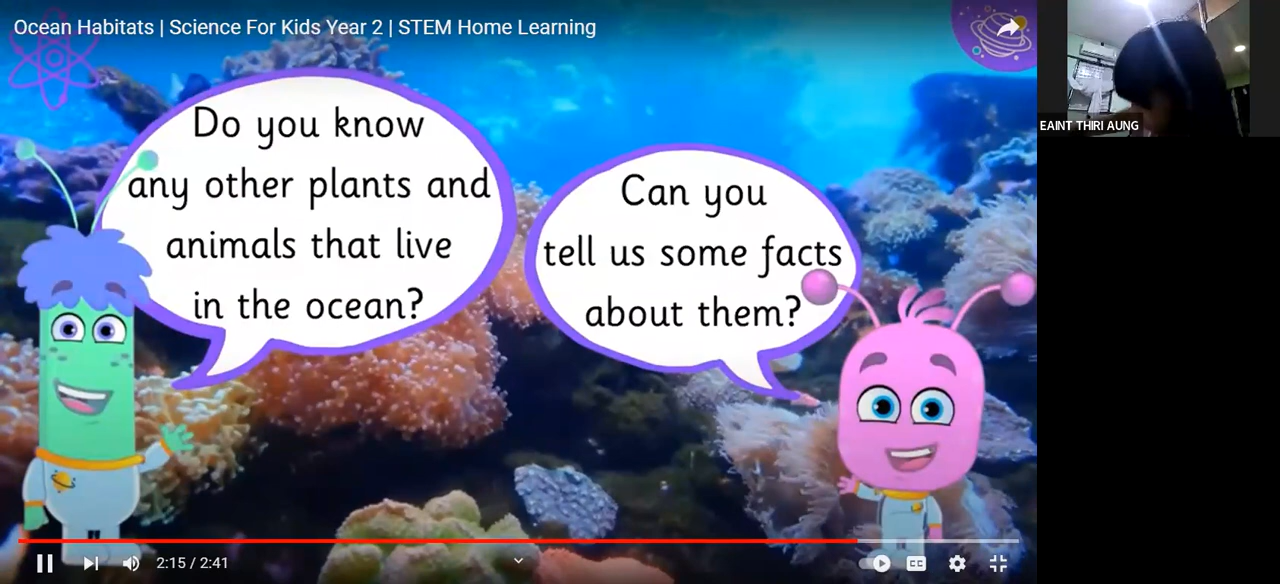 Ocean Habitats | Science For Kids Year 2 | STEM Home Learning
Do you know
any other plants and
animals that live
in the ocean?
Can you
tell us some facts
about them?
EAINT THIRI AUNG
2:15 / 2:41
CC